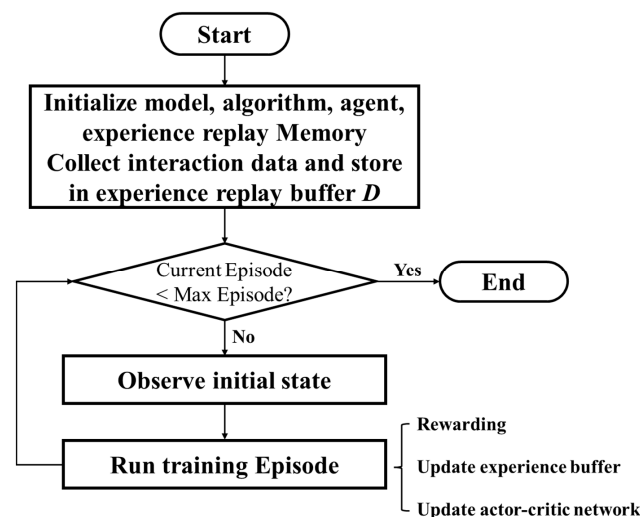 Start
Initialize model, algorithm, agent,
experience replay Memory
Collect interaction data and store
in experience replay buffer D
Current Episode
< Max Episode?
Yes
End
No
Observe initial state
Run training Episode
Rewarding
Update experience buffer
Update actor-critic network